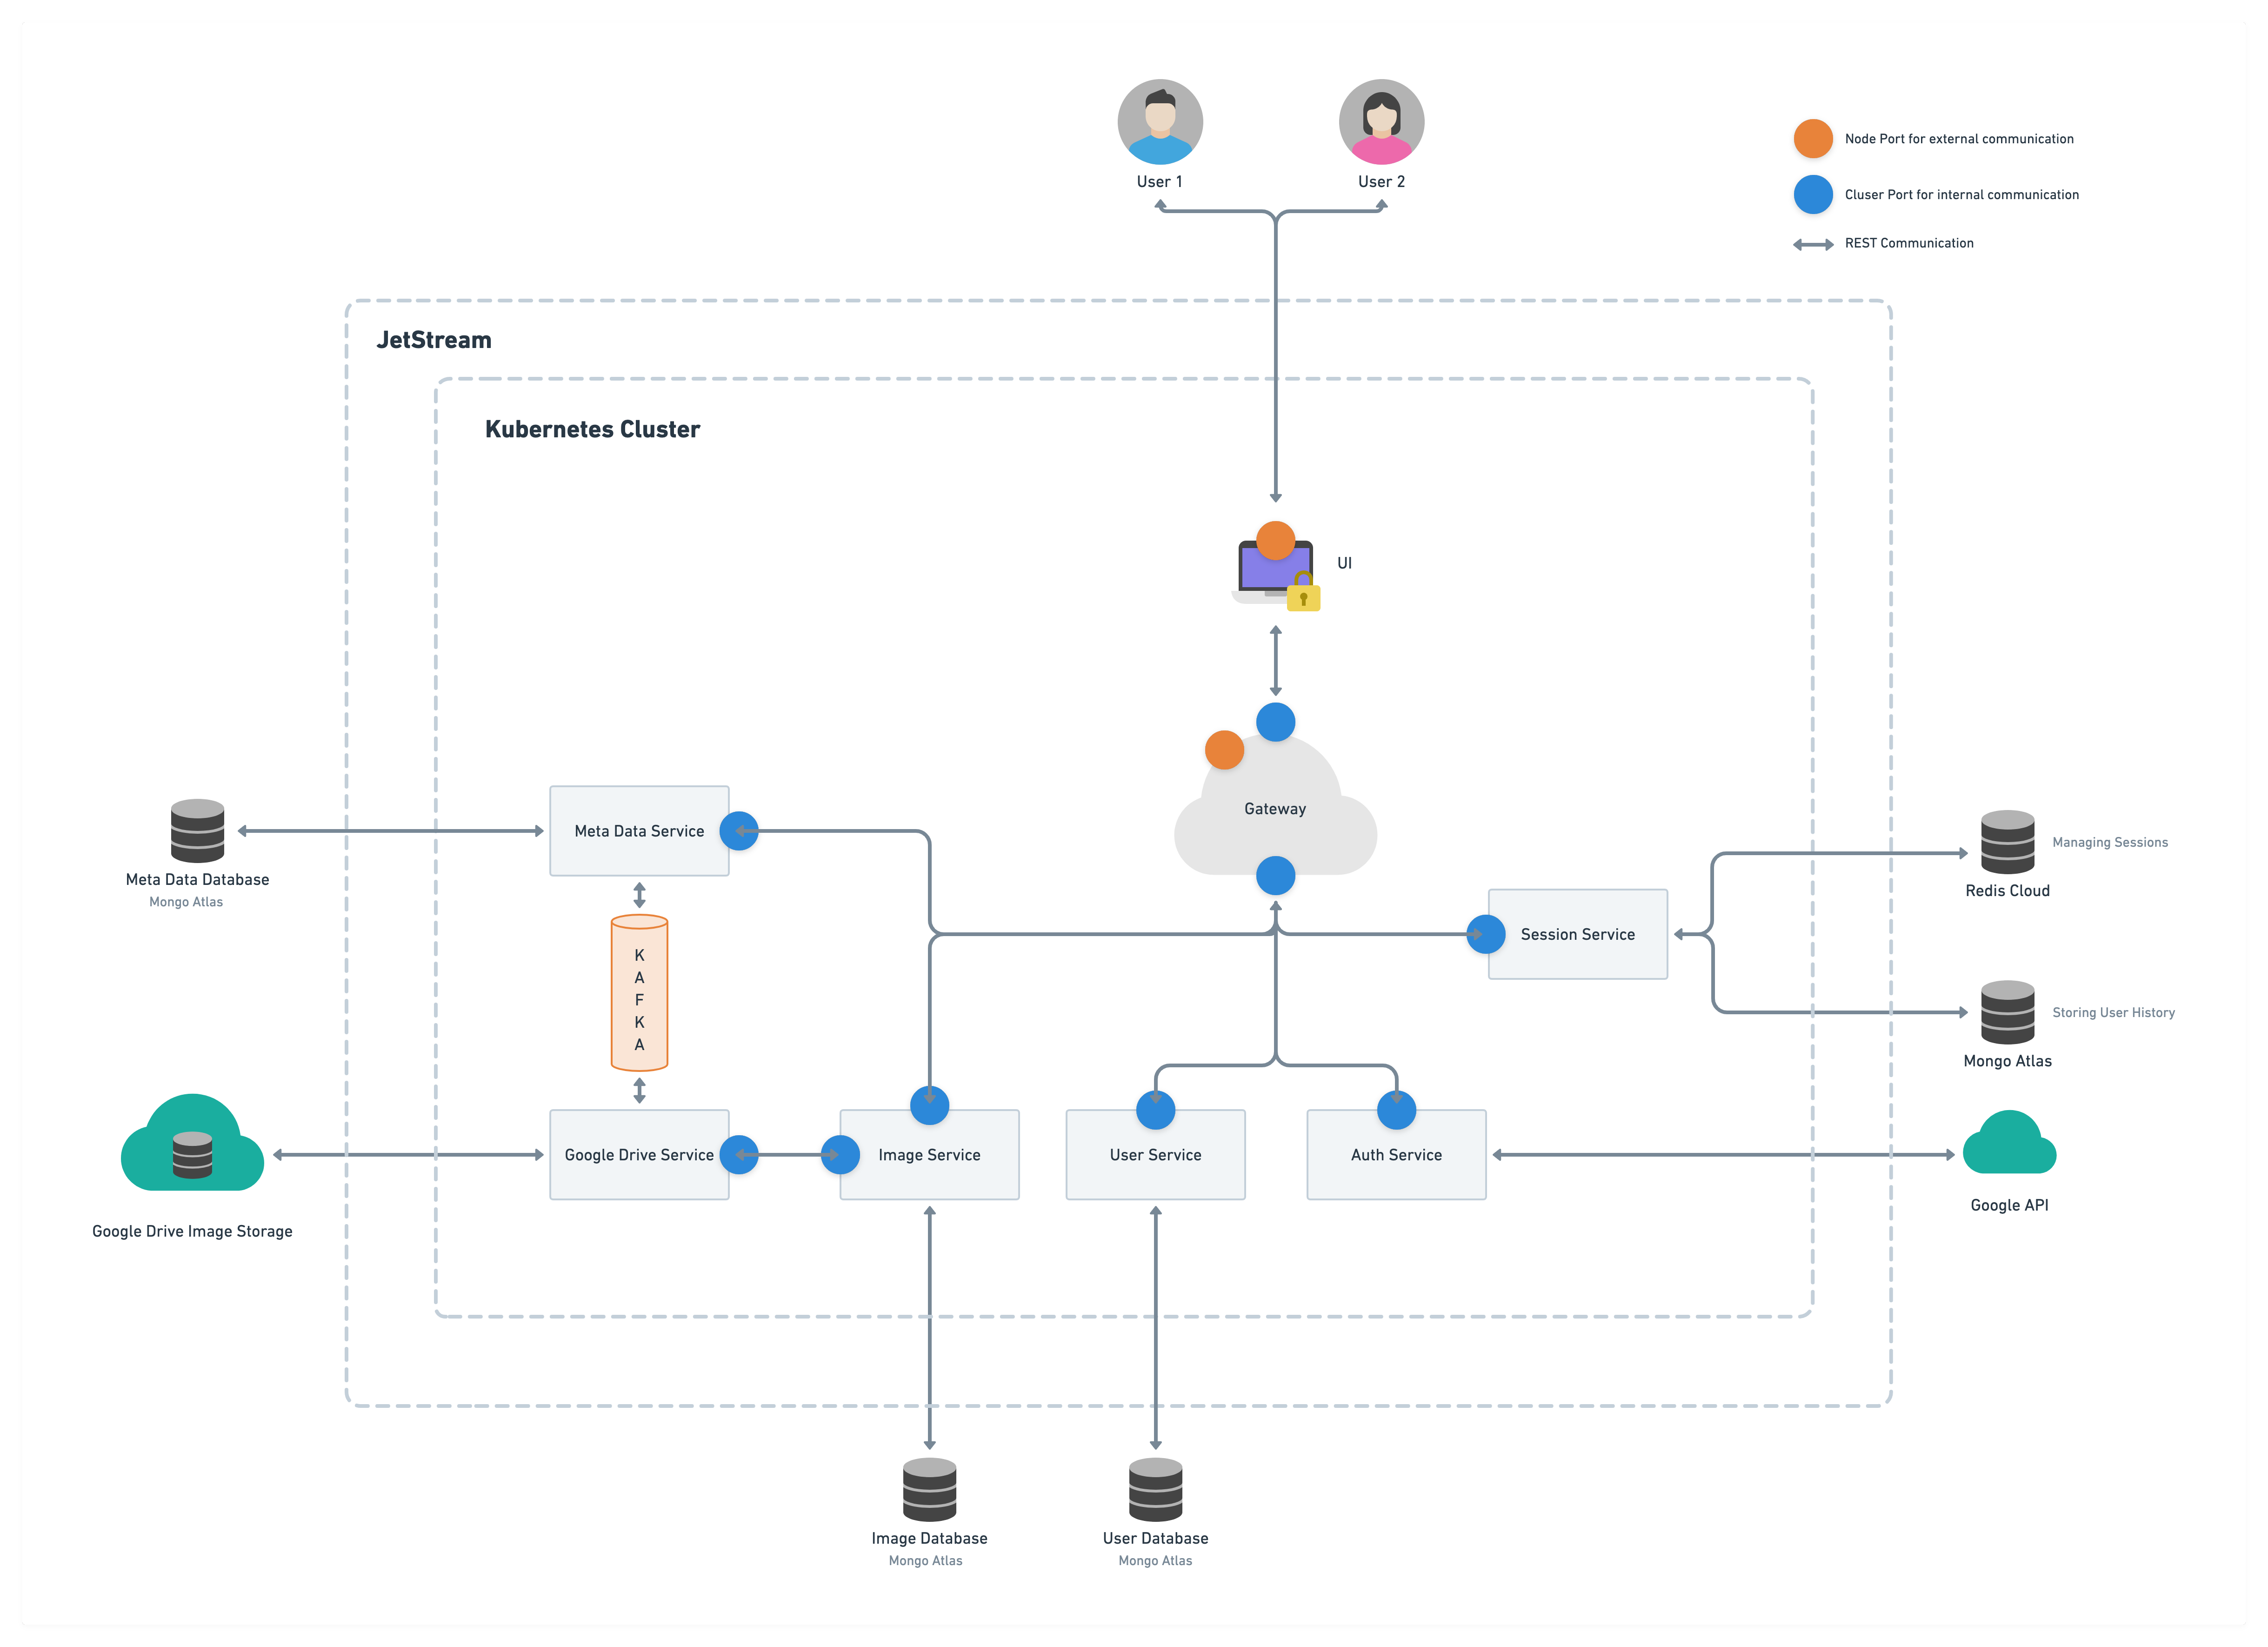 User 1
User 2
Node Port for external communication
Cluser Port for internal communication
REST Communication
JetStream
Kubernetes Cluster
UI
Gateway
Meta Data Service
Meta Data Database
Mongo Atlas
K
A
F
K
A
Session Service
Managing Sessions
Redis Cloud
Storing User History
Mongo Atlas
Google Drive Service
Image Service
User Service
Auth Service
Google Drive Image Storage
Google API
Image Database
Mongo Atlas
User Database
Mongo Atlas